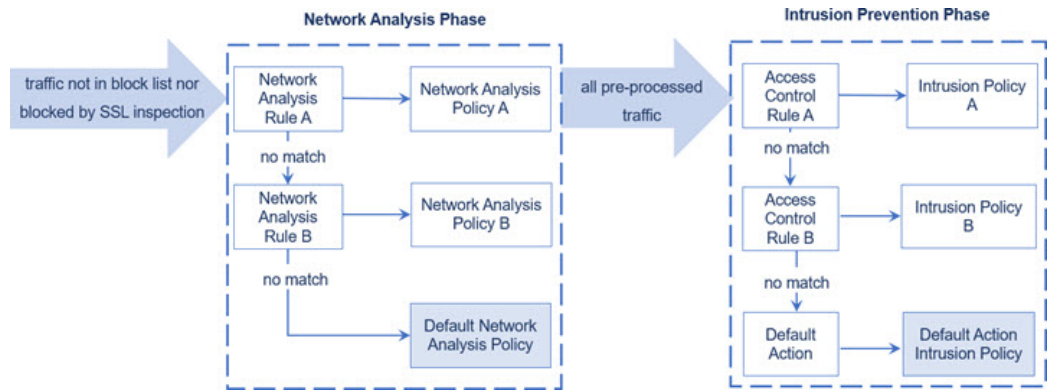 Network Analysis Phase
traffic not in block list nor
blocked by SSL inspection
Network
Analysis
Rule A
Network Analysis
Policy A
no match
Network
Analysis
Rule B
Network Analysis
Policy B
no match
Default Network
Analysis Policy
all pre-processed
traffic
Intrusion Prevention Phase
Access
Control
Rule A
Intrusion Policy
A
no match
Access
Control
Rule B
Intrusion Policy
B
no match
Default
Action
Default Action
Intrusion Policy